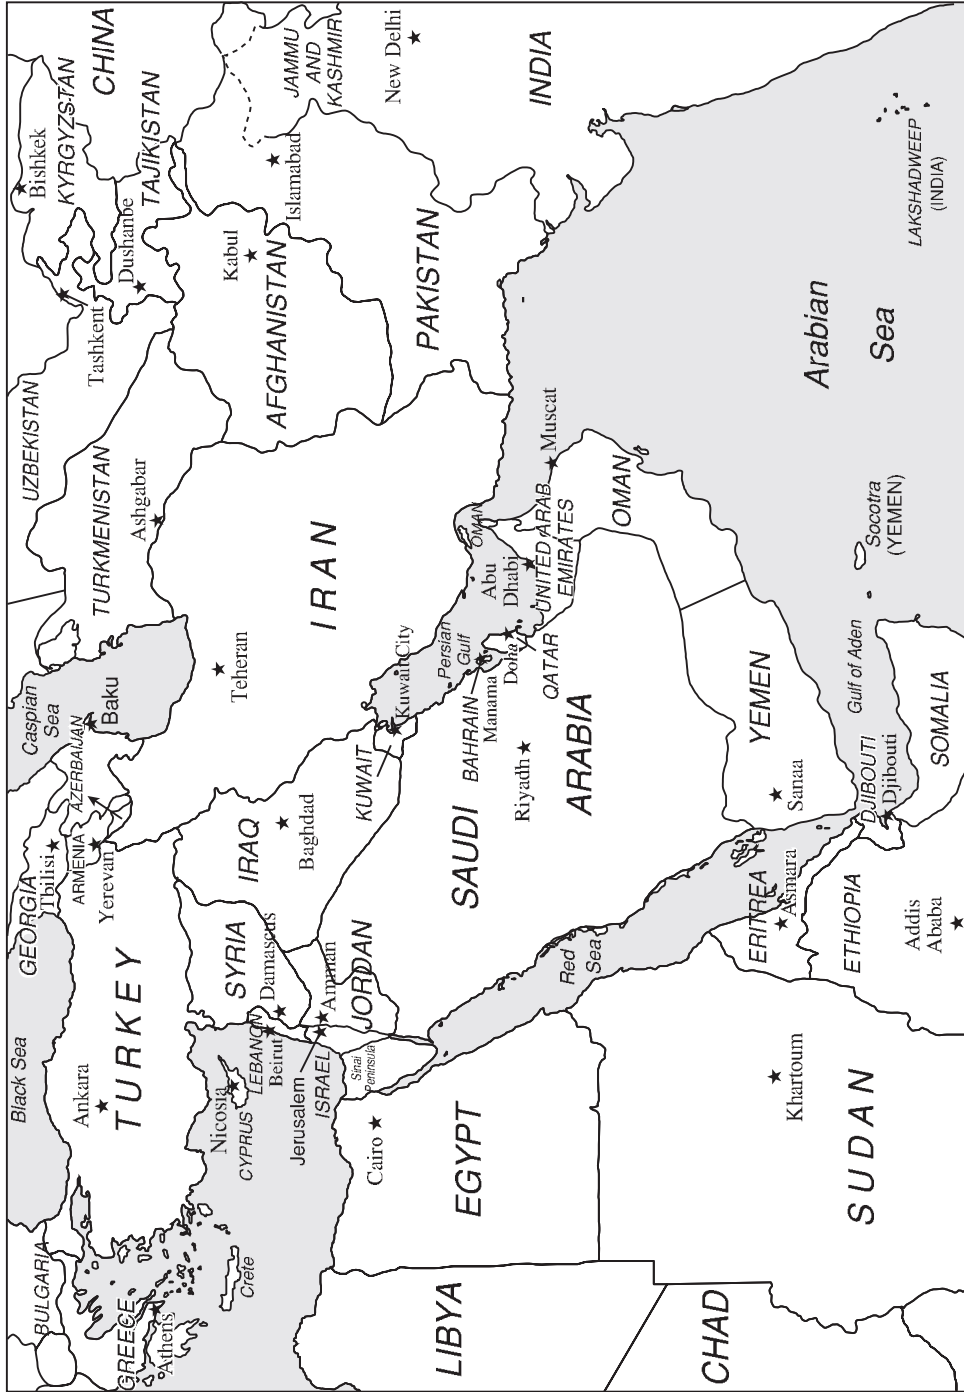 BULGARIA
Black Sea
GEORGIA
Tbilisi
Caspian
Sea
UZBEKISTAN
Bishkek
KYRGYZSTAN
CHINA
GREECE
Athens
Ankara
TURKEY
ARMENIA
Yerevan
AZERBAIJAN
Baku
TURKMENISTAN
Ashgabar
Tashkent
Dushanbe
TAJIKISTAN
Crete
Nicosia
CYPRUS
LEBANON
Beirut
SYRIA
Damascus
IRAQ
Baghdad
Teheran
IRAN
Kabul
AFGHANISTAN
Islamabad
JAMMU
AND
KASHMIR
New Delhi
Jerusalem
ISRAEL
Amman
JORDAN
Sinai
Peninsula
Cairo
KUWAIT
KuwaitCity
Persian
Gulf
BAHRAIN
Manama
Doha
QATAR
Abu
Dhabi
OMAN
UNITED ARAB
EMIRATES
Muscat
OMAN
PAKISTAN
INDIA
LIBYA
EGYPT
Riyadh
SAUDI
ARABIA
Red
Sea
CHAD
SUDAN
Khartoum
ERITREA
Asmara
YEMEN
Sanaa
Gulf of Aden
Socotra
(YEMEN)
Arabian
Sea
LAKSHADWEEP
(INDIA)
ETHIOPIA
Addis
Ababa
DJIBOUTI
Djibouti
SOMALIA